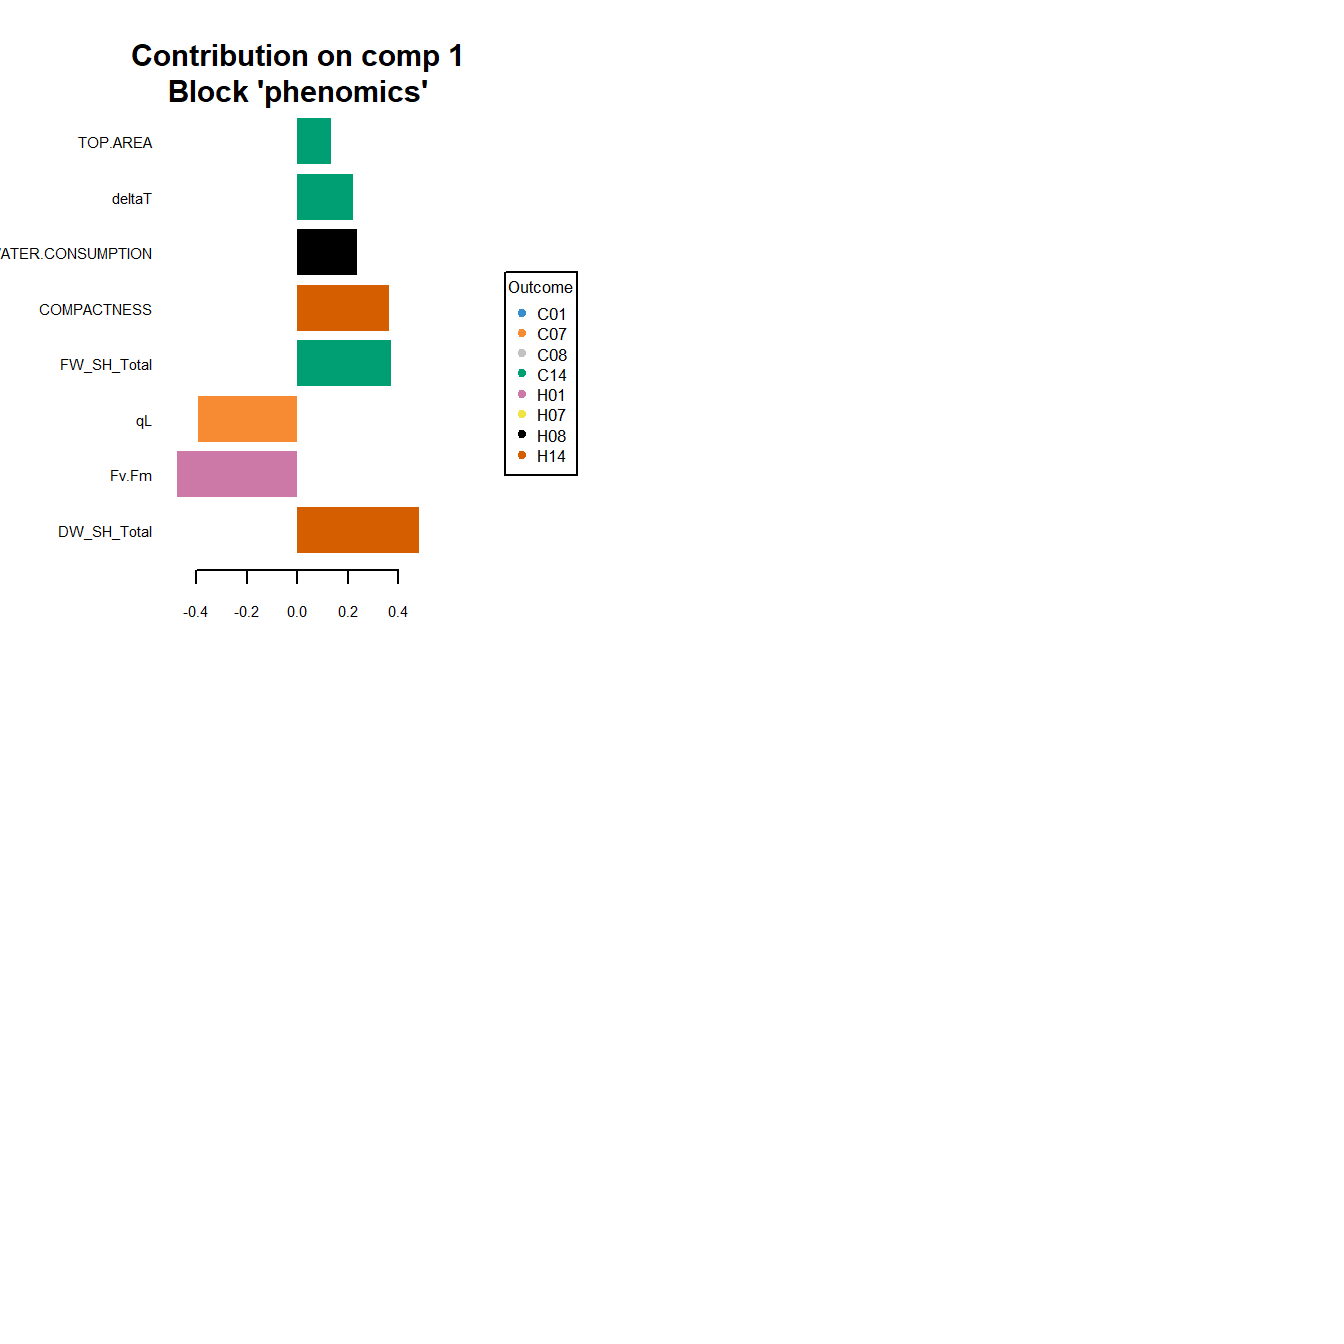 Contribution on comp 1
Block 'phenomics'
TOP.AREA
deltaT
ATER.CONSUMPTION
COMPACTNESS
FW_SH_Total
qL
Fv.Fm
DW_SH_Total
-0.4 -0.2 0.0 0.2 0.4
Outcome
C01
C07
C08
C14
H01
H07
H08
H14